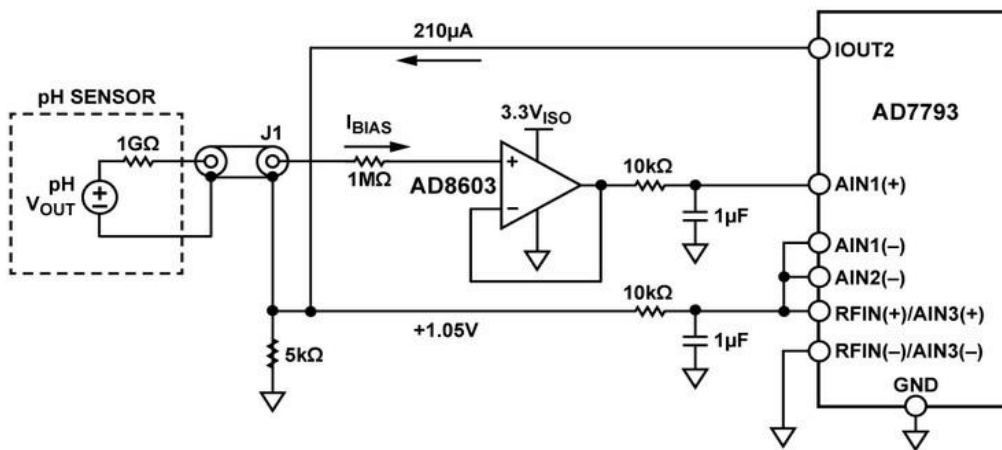 210µA
IOUT2
pH SENSOR
AD7793
J1
I_BIAS
3.3V_ISO
1GΩ
1MΩ
AD8603
+
−
10kΩ
AIN1(+)
pH
V_OUT
+
−
1µF
AIN1(–)
AIN2(–)
10kΩ
RFIN(+)/AIN3(+)
+1.05V
5kΩ
1µF
RFIN(–)/AIN3(–)
GND